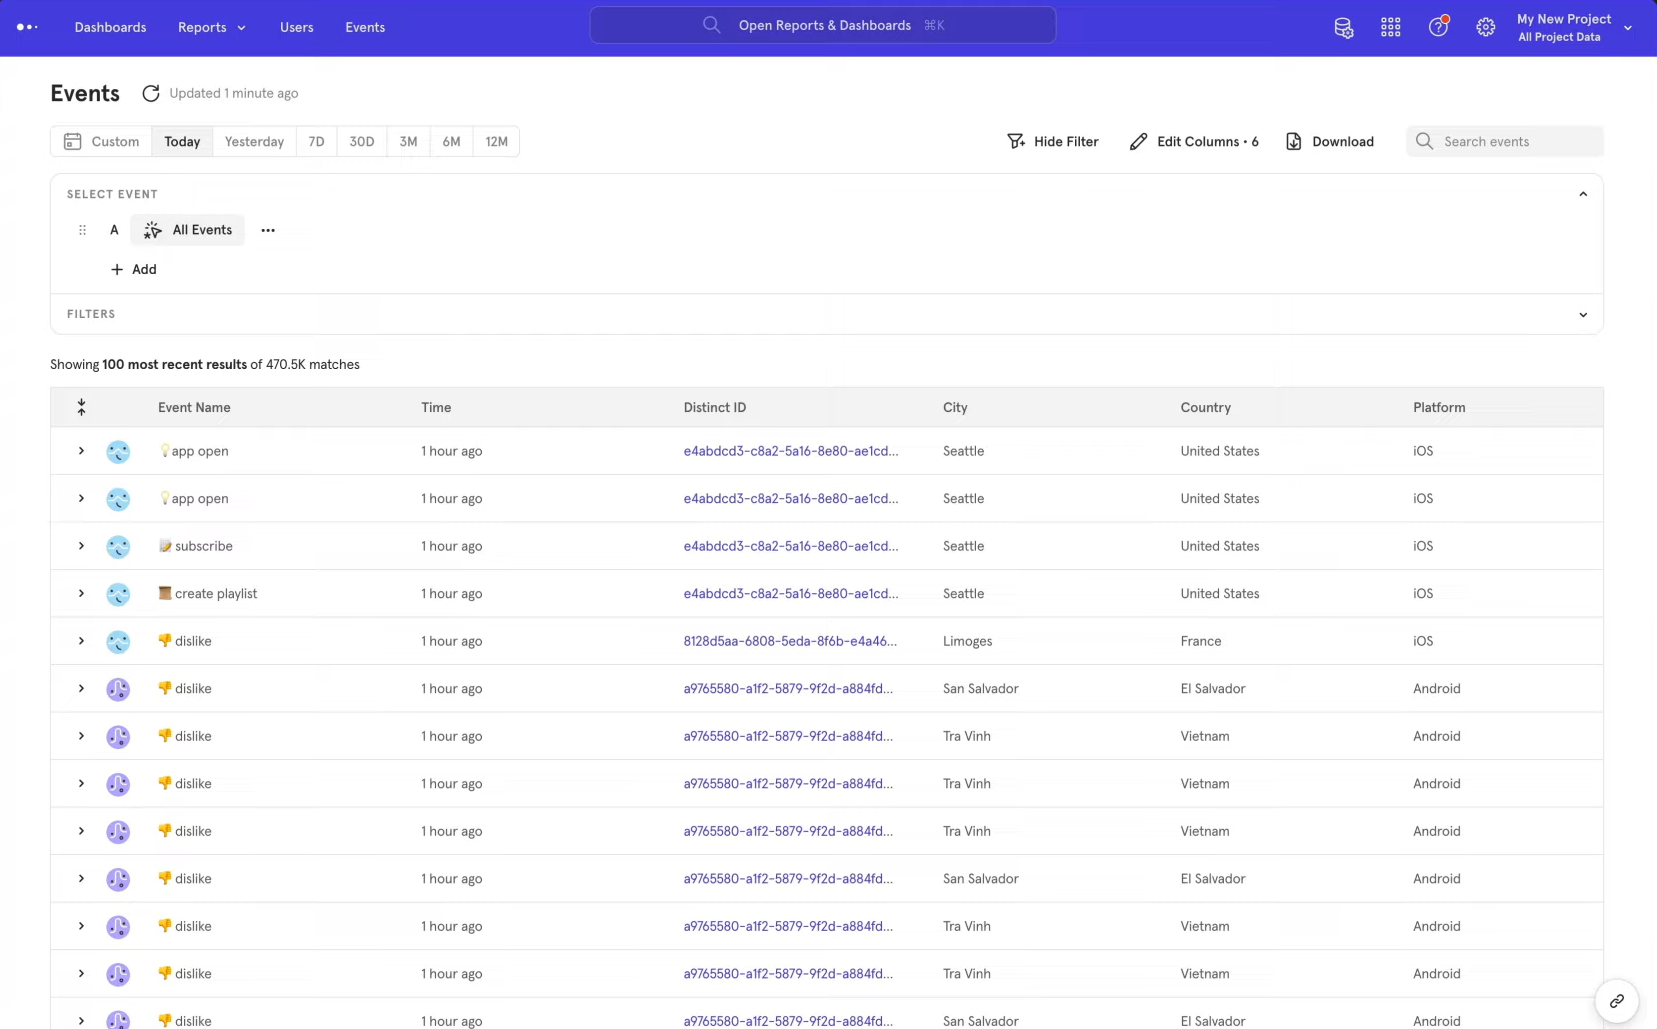 Dashboards Reports Users Events Open Reports & Dashboards ⌘K My New Project
All Project Data
Events Updated 1 minute ago
Custom Today Yesterday 7D 30D 3M 6M 12M Hide Filter Edit Columns • 6 Download Search events
SELECT EVENT
A All Events
Add
FILTERS
Showing 100 most recent results of 470.5K matches
Event Name Time Distinct ID City Country Platform
app open 1 hour ago e4abdcd3-c8a2-5a16-8e80-ae1cd... Seattle United States iOS
app open 1 hour ago e4abdcd3-c8a2-5a16-8e80-ae1cd... Seattle United States iOS
subscribe 1 hour ago e4abdcd3-c8a2-5a16-8e80-ae1cd... Seattle United States iOS
create playlist 1 hour ago e4abdcd3-c8a2-5a16-8e80-ae1cd... Seattle United States iOS
dislike 1 hour ago 8128d5aa-6808-5eda-8f6b-e4a46... Limoges France iOS
dislike 1 hour ago a9765580-a1f2-5879-9f2d-a884fd... San Salvador El Salvador Android
dislike 1 hour ago a9765580-a1f2-5879-9f2d-a884fd... Tra Vinh Vietnam Android
dislike 1 hour ago a9765580-a1f2-5879-9f2d-a884fd... Tra Vinh Vietnam Android
dislike 1 hour ago a9765580-a1f2-5879-9f2d-a884fd... Tra Vinh Vietnam Android
dislike 1 hour ago a9765580-a1f2-5879-9f2d-a884fd... San Salvador El Salvador Android
dislike 1 hour ago a9765580-a1f2-5879-9f2d-a884fd... Tra Vinh Vietnam Android
dislike 1 hour ago a9765580-a1f2-5879-9f2d-a884fd... Tra Vinh Vietnam Android
dislike 1 hour ago a9765580-a1f2-5879-9f2d-a884fd... San Salvador El Salvador Android